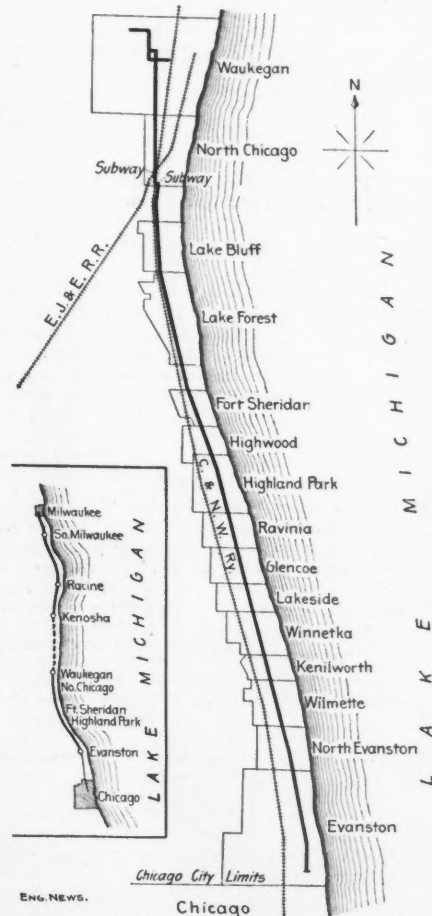 Waukegan
N
North Chicago
Subway
Subway
E.J.& E. R.R.
Lake Bluff
Lake Forest
Fort Sheridan
Highwood
Highland Park
C. & N. W. Ry.
Ravinia
Glencoe
Lakeside
Winnetka
Kenilworth
Wilmette
North Evanston
Evanston
LAKE MICHIGAN
Milwaukee
So. Milwaukee
Racine
Kenosha
Waukegan
No. Chicago
Ft. Sheridan
Highland Park
Evanston
Chicago
LAKE MICHIGAN
Chicago City Limits
Chicago
ENG. NEWS.